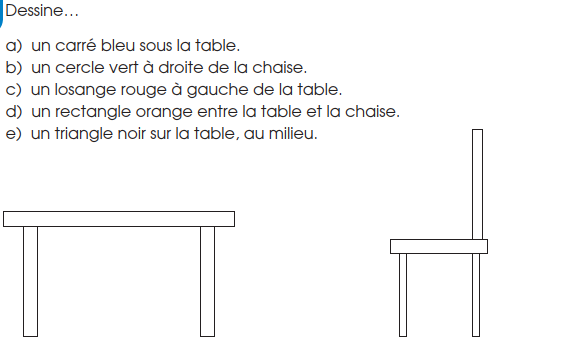 Dessine...
a) un carré bleu sous la table.
b) un cercle vert à droite de la chaise.
c) un losange rouge à gauche de la table.
d) un rectangle orange entre la table et la chaise.
e) un triangle noir sur la table, au milieu.